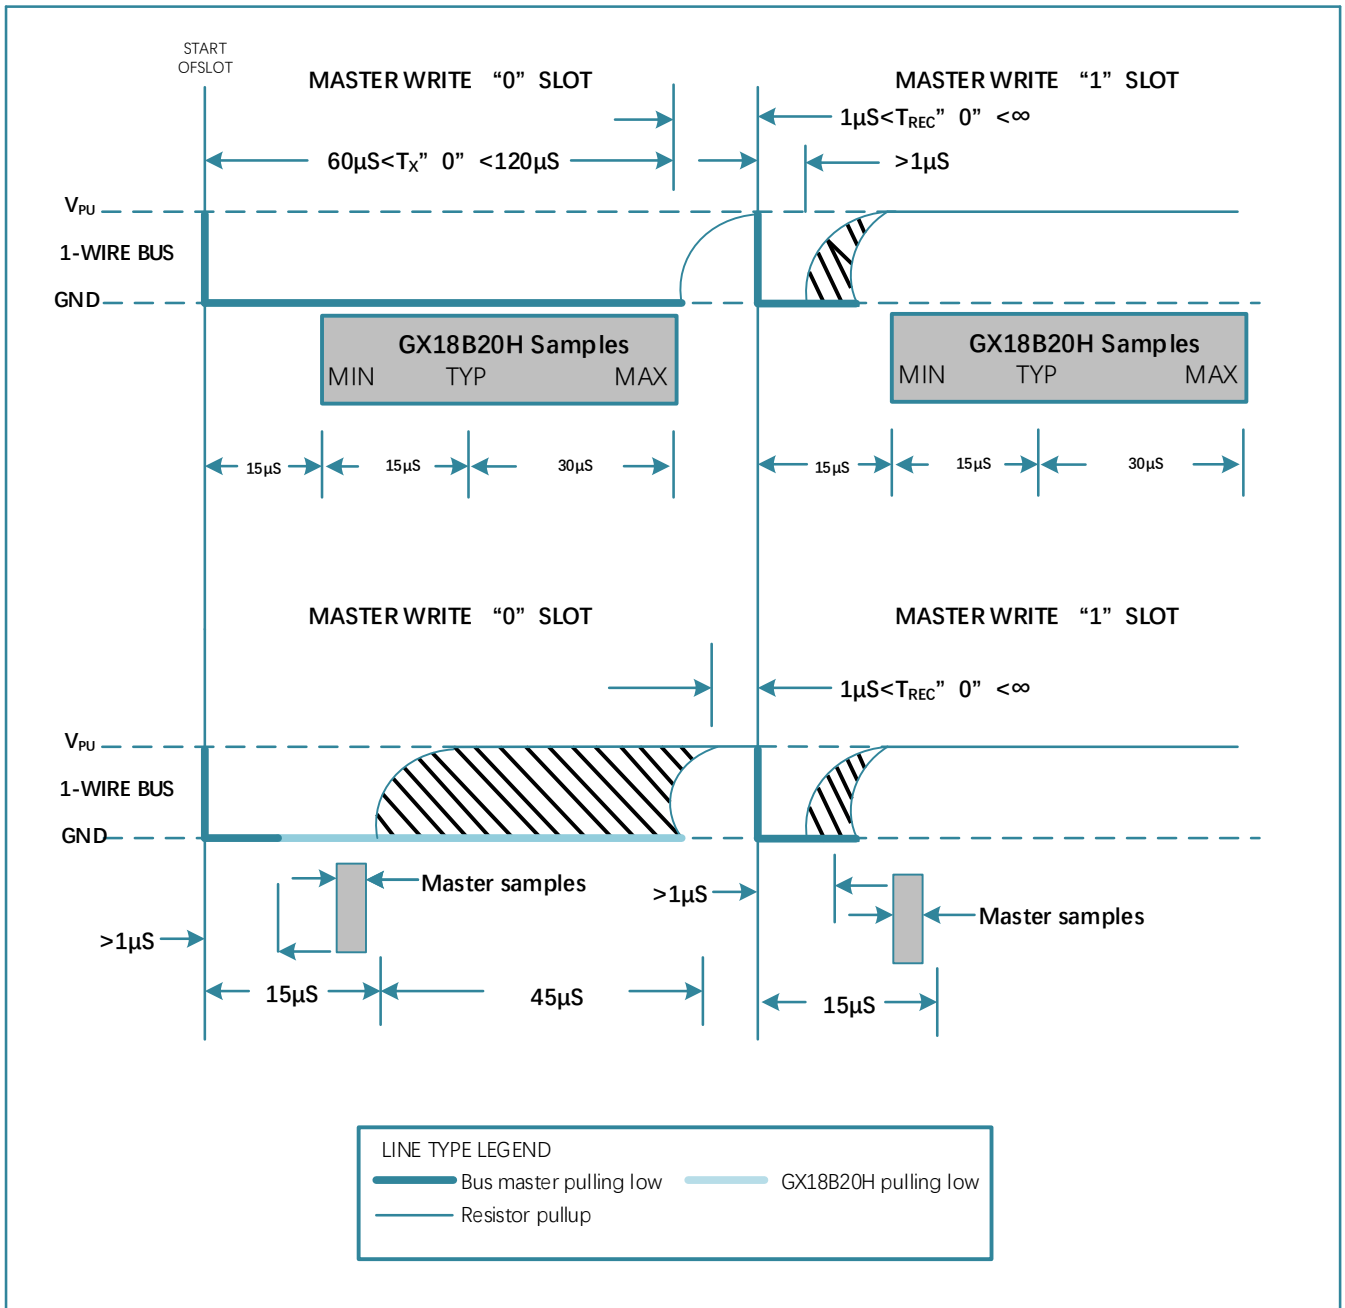 START
OFSLOT
MASTER WRITE “0” SLOT
MASTER WRITE “1” SLOT
1μS<TREC” 0” <∞
60μS<TX” 0” <120μS
>1μS
VPU
1-WIRE BUS
GND
GX18B20H Samples
MIN TYP MAX
GX18B20H Samples
MIN TYP MAX
15μS 15μS 30μS
15μS 15μS 30μS
MASTER WRITE “0” SLOT
MASTER WRITE “1” SLOT
1μS<TREC” 0” <∞
VPU
1-WIRE BUS
GND
Master samples
>1μS
Master samples
>1μS
15μS
45μS
15μS
LINE TYPE LEGEND
Bus master pulling low
GX18B20H pulling low
Resistor pullup